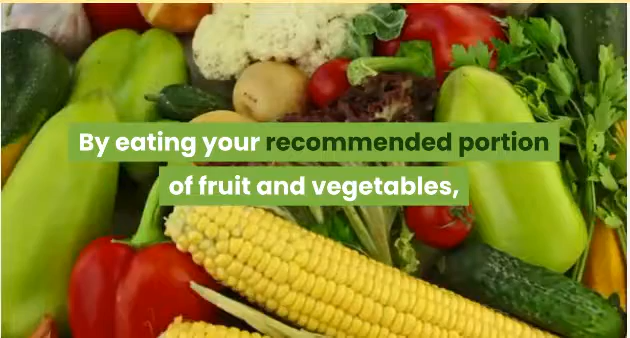 By eating your recommended portion
of fruit and vegetables,